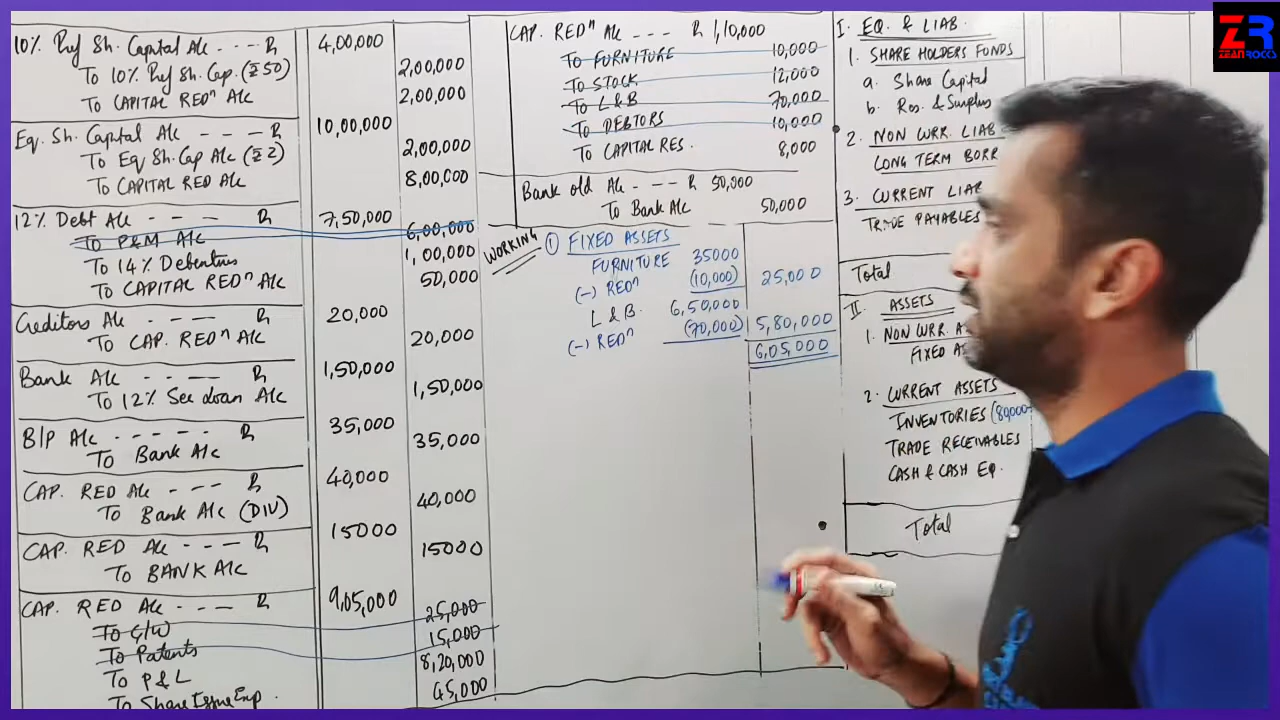 10% Pref Sh. Capital A/c --- Dr 4,00,000
To 10% Pref Sh. Cap. (₹50) 2,00,000
To CAPITAL REDⁿ A/c 2,00,000
Eq. Sh. Capital A/c --- Dr 10,00,000
To Eq Sh. Cap A/c (₹2) 2,00,000
To CAPITAL RED A/c 8,00,000
12% Debt A/c - - - Dr 7,50,000
To P&M A/c 6,00,000
To 14% Debentures 1,00,000
To CAPITAL REDⁿ A/c 50,000
Creditors A/c - - - Dr 20,000
To CAP. REDⁿ A/c 20,000
Bank A/c - - - Dr 1,50,000
To 12% Sec Loan A/c 1,50,000
B/P A/c - - - - - Dr 35,000
To Bank A/c 35,000
CAP. RED A/c - - - Dr 40,000
To Bank A/c (DIV) 40,000
CAP. RED A/c - - - Dr 15000
To BANK A/c 15000
CAP. RED A/c - - - Dr 9,05,000
To G/W 25,000
To Patents 15,000
To P & L 8,20,000
To Share Issue Exp. 45,000
CAP. REDⁿ A/c --- Dr 1,10,000
To FURNITURE 10,000
To STOCK 12,000
To L & B 70,000
To DEBTORS 10,000
To CAPITAL RES. 8,000
Bank old A/c --- Dr 50,000
To Bank A/c 50,000
WORKING ① FIXED ASSETS
FURNITURE 35000
(-) REDⁿ (10,000) 25,000
L & B. 6,50,000
(-) REDⁿ (70,000) 5,80,000
6,05,000
I. EQ. & LIAB.
1. SHARE HOLDERS FUNDS
a. Share Capital
b. Res. & Surplus
2. NON CURR. LIAB
LONG TERM BORR
3. CURRENT LIAB
TRADE PAYABLES
Total
II ASSETS
1. NON CURR. A
FIXED AS
2. CURRENT ASSETS
INVENTORIES (89000
TRADE RECEIVABLES
CASH & CASH EQ.
Total
ZR
ZEAN ROCKS